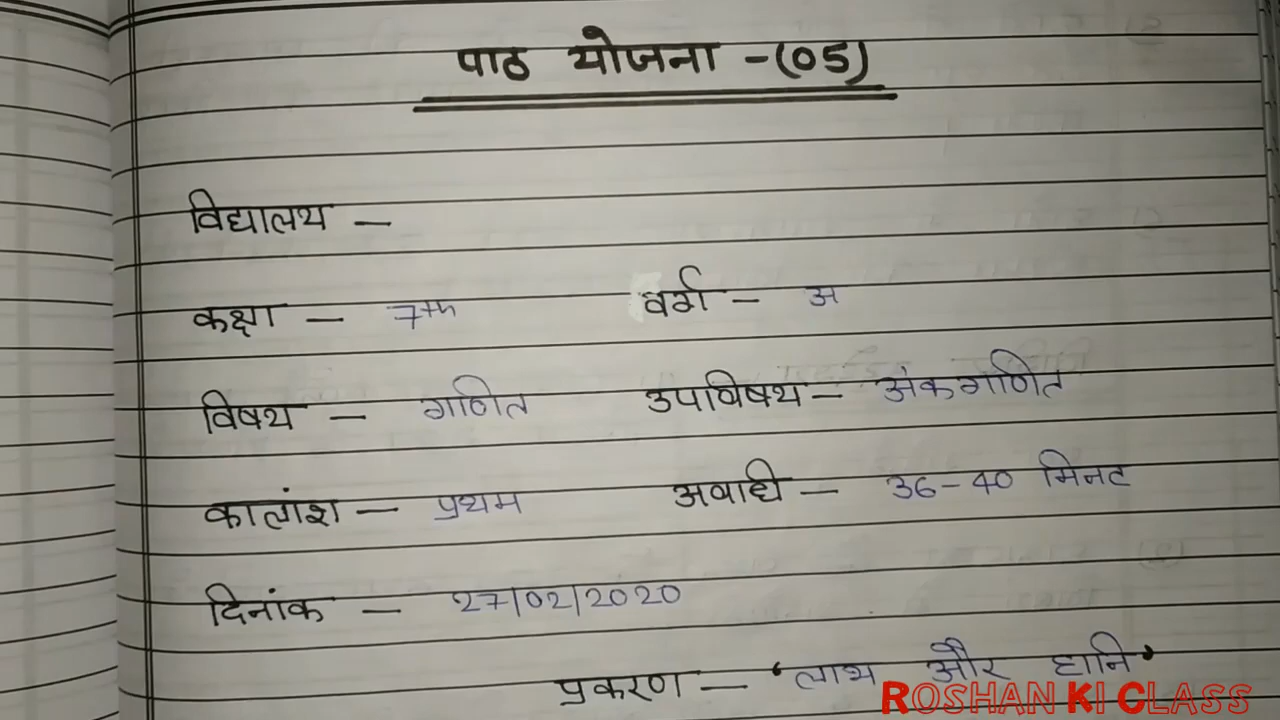 पाठ योजना -(05)
विद्यालय —
कक्षा — 7th वर्ग — अ
विषय — गणित उपविषय — अंकगणित
कालांश — प्रथम अवधि — 36-40 मिनट
दिनांक — 27/02/2020
प्रकरण — 'लाभ और हानि'
ROSHAN KI CLASS